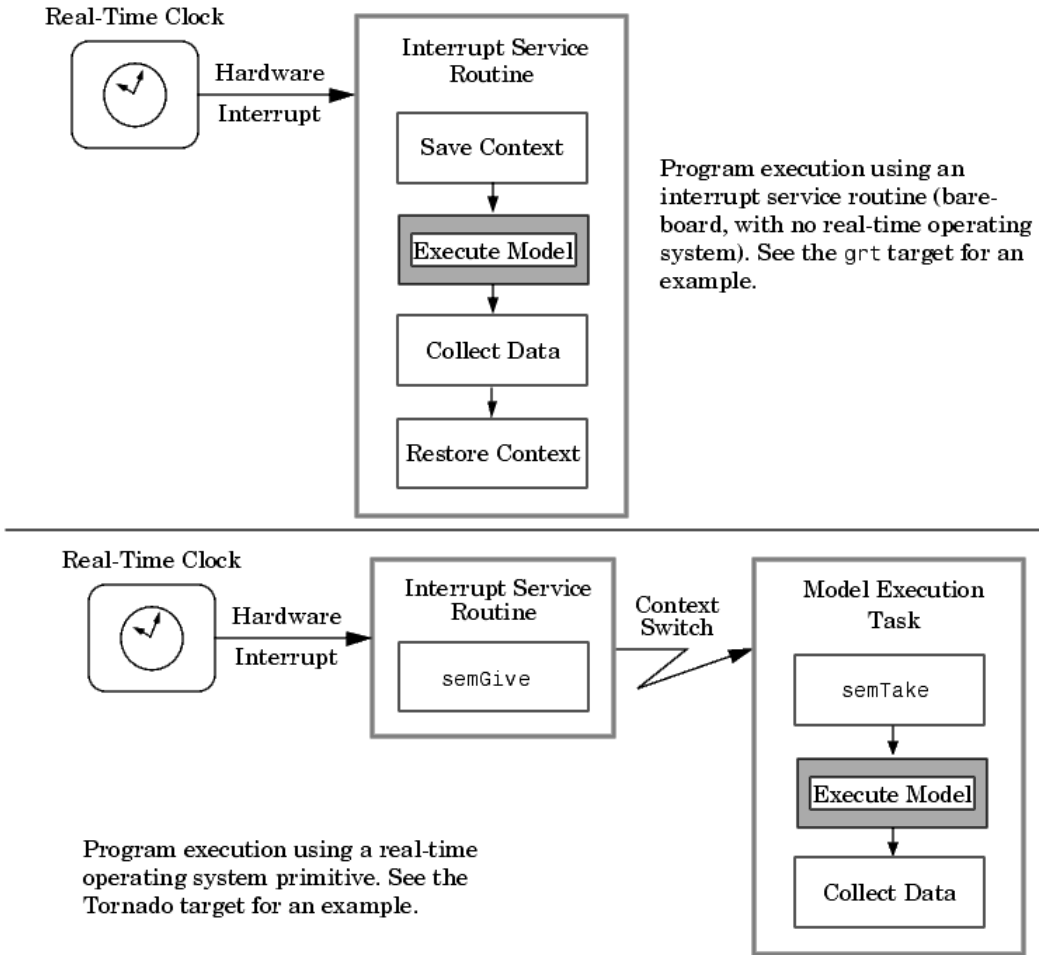 Real-Time Clock
Hardware
Interrupt
Interrupt Service
Routine
Save Context
Execute Model
Collect Data
Restore Context
Program execution using an
interrupt service routine (bare-
board, with no real-time operating
system). See the grt target for an
example.
Real-Time Clock
Hardware
Interrupt
Interrupt Service
Routine
semGive
Context
Switch
Model Execution
Task
semTake
Execute Model
Collect Data
Program execution using a real-time
operating system primitive. See the
Tornado target for an example.